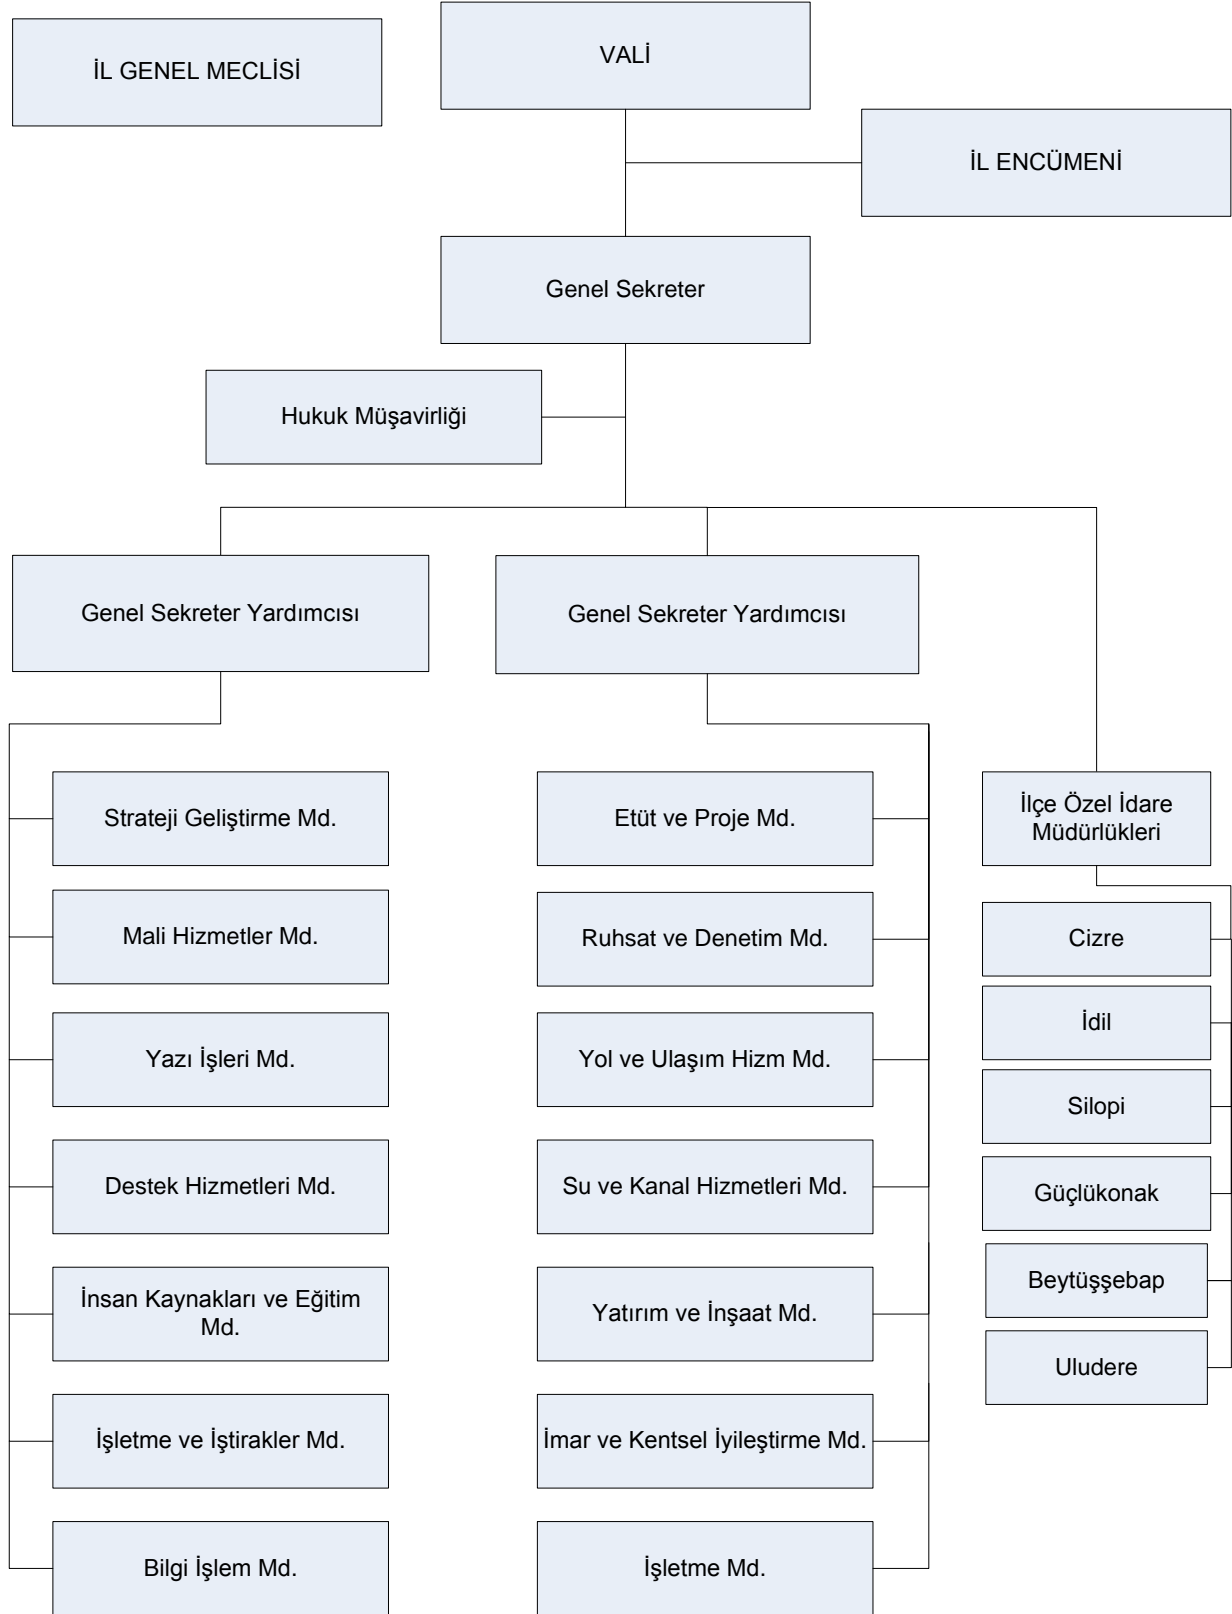 İL GENEL MECLİSİ
VALİ
İL ENCÜMENİ
Genel Sekreter
Hukuk Müşavirliği
Genel Sekreter Yardımcısı
Genel Sekreter Yardımcısı
Strateji Geliştirme Md.
Mali Hizmetler Md.
Yazı İşleri Md.
Destek Hizmetleri Md.
İnsan Kaynakları ve Eğitim
Md.
İşletme ve İştirakler Md.
Bilgi İşlem Md.
Etüt ve Proje Md.
Ruhsat ve Denetim Md.
Yol ve Ulaşım Hizm Md.
Su ve Kanal Hizmetleri Md.
Yatırım ve İnşaat Md.
İmar ve Kentsel İyileştirme Md.
İşletme Md.
İlçe Özel İdare
Müdürlükleri
Cizre
İdil
Silopi
Güçlükonak
Beytüşşebap
Uludere